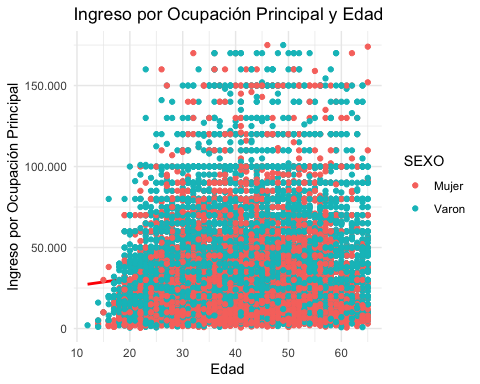 Ingreso por Ocupación Principal y Edad
Ingreso por Ocupación Principal
150.000
100.000
50.000
0
10 20 30 40 50 60
Edad
SEXO
Mujer
Varon